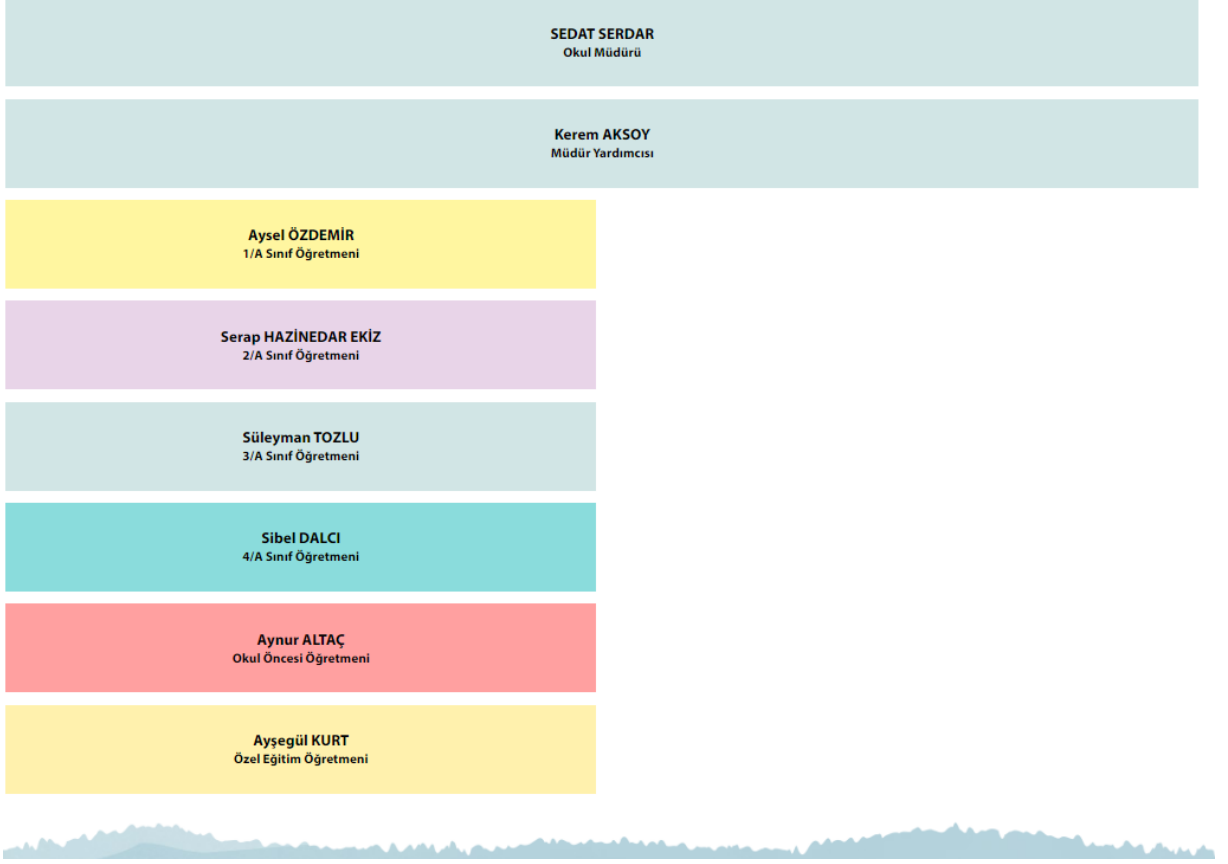 SEDAT SERDAR
Okul Müdürü
Kerem AKSOY
Müdür Yardımcısı
Aysel ÖZDEMİR
1/A Sınıf Öğretmeni
Serap HAZİNEDAR EKİZ
2/A Sınıf Öğretmeni
Süleyman TOZLU
3/A Sınıf Öğretmeni
Sibel DALCI
4/A Sınıf Öğretmeni
Aynur ALTAÇ
Okul Öncesi Öğretmeni
Ayşegül KURT
Özel Eğitim Öğretmeni